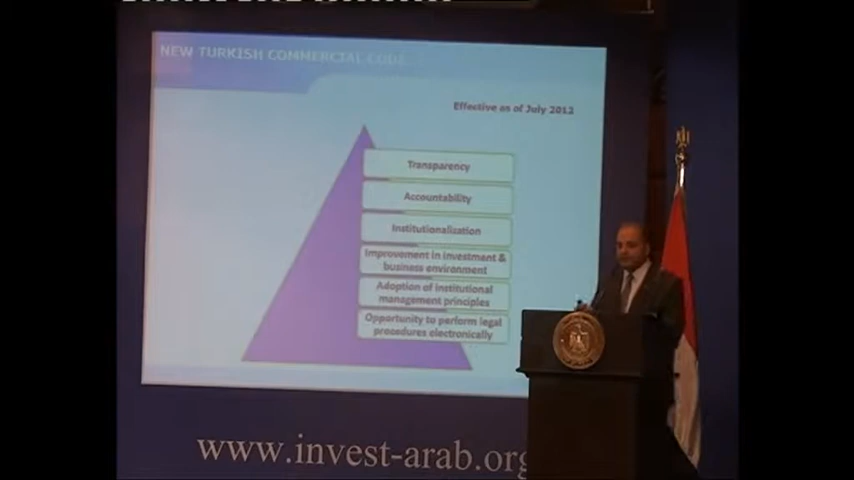 NEW TURKISH COMMERCIAL CODE
Effective as of July 2012
Transparency
Accountability
Institutionalization
Improvement in investment &
business environment
Adoption of institutional
management principles
Opportunity to perform legal
procedures electronically
www.invest-arab.org